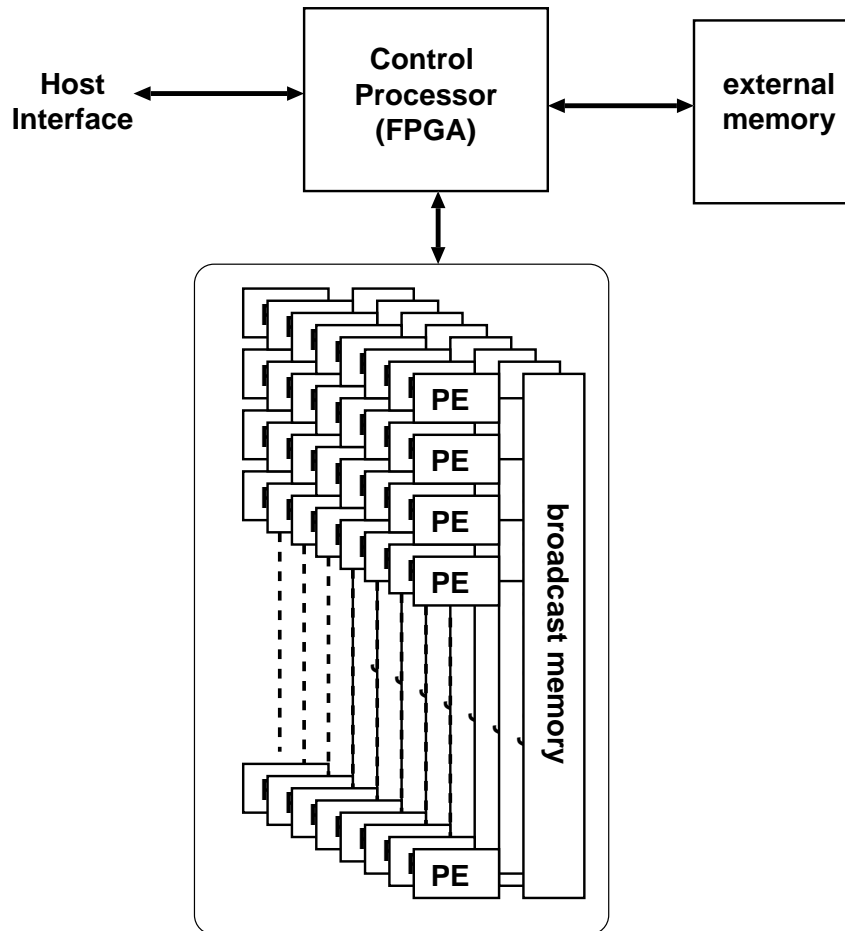 Host
Interface
Control
Processor
(FPGA)
external
memory
PE
PE
PE
PE
PE
broadcast memory